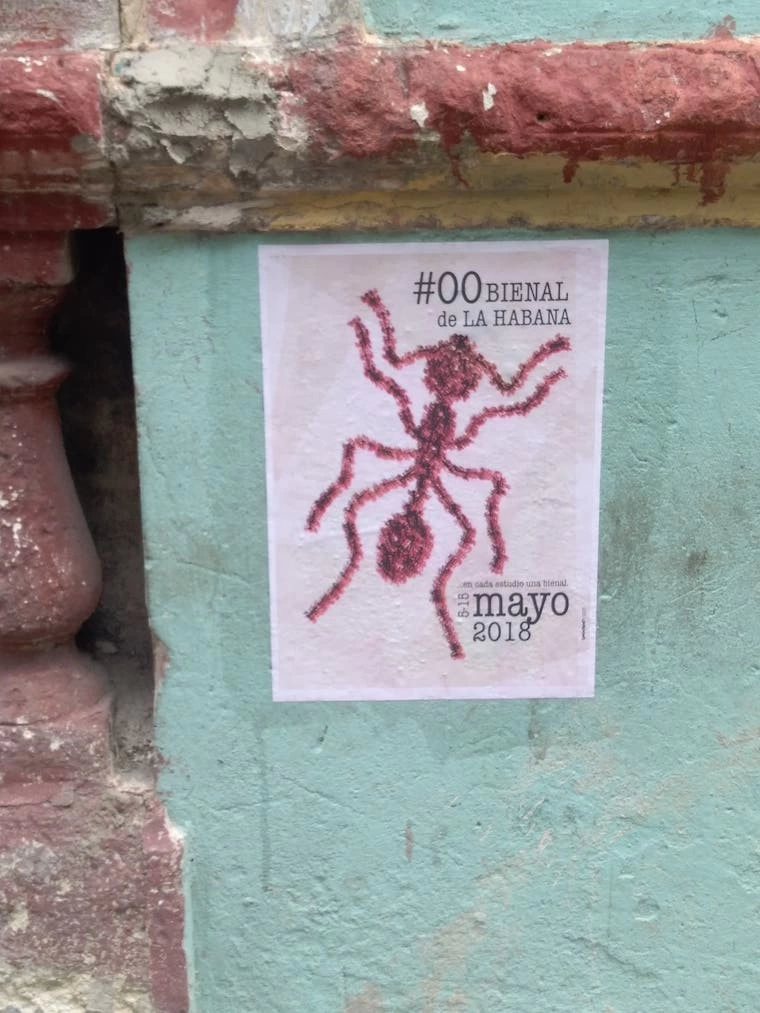 #00BIENAL
de LA HABANA
...en cada estudio una bienal.
5-15
mayo
2018